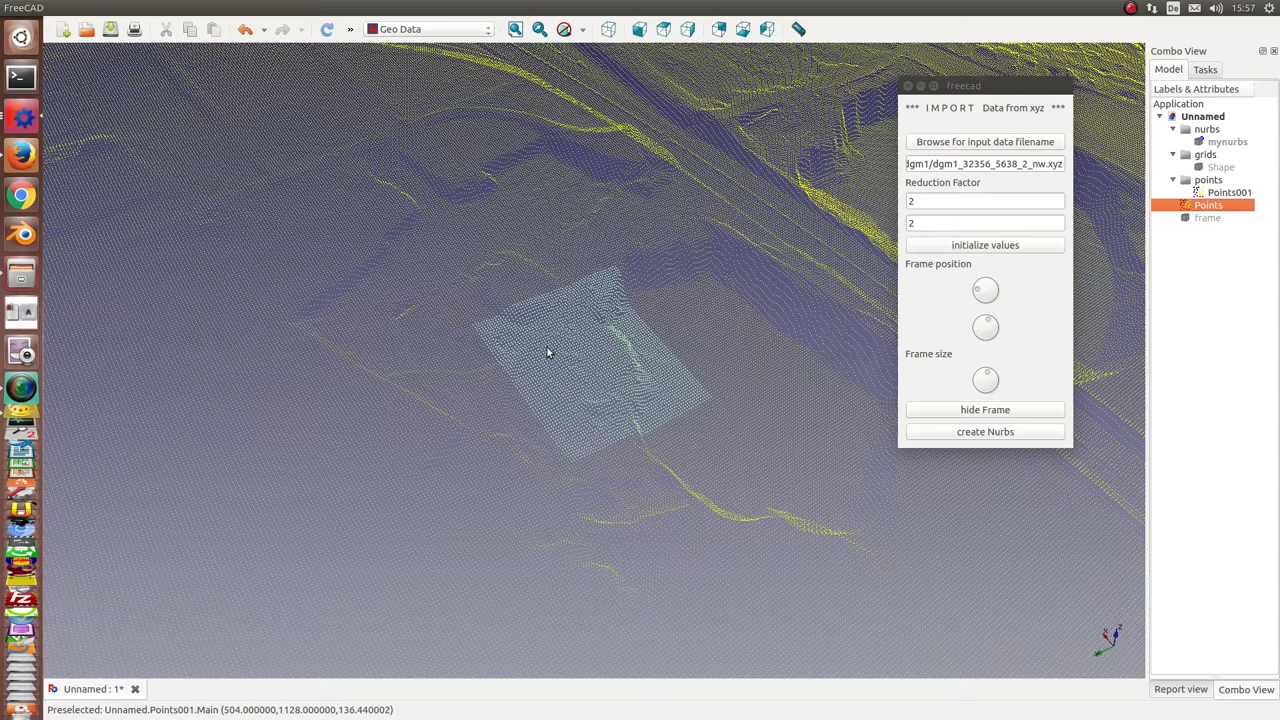 FreeCAD
De
15:57
»
Geo Data
Combo View
Model
Tasks
Labels & Attributes
Application
Unnamed
nurbs
mynurbs
grids
Shape
points
Points001
Points
frame
freecad
*** I M P O R T Data from xyz ***
Browse for input data filename
dgm1/dgm1_32356_5638_2_nw.xyz
Reduction Factor
2
2
initialize values
Frame position
Frame size
hide Frame
create Nurbs
Unnamed : 1*
Report view
Combo View
Preselected: Unnamed.Points001.Main (504.000000,1128.000000,136.440002)